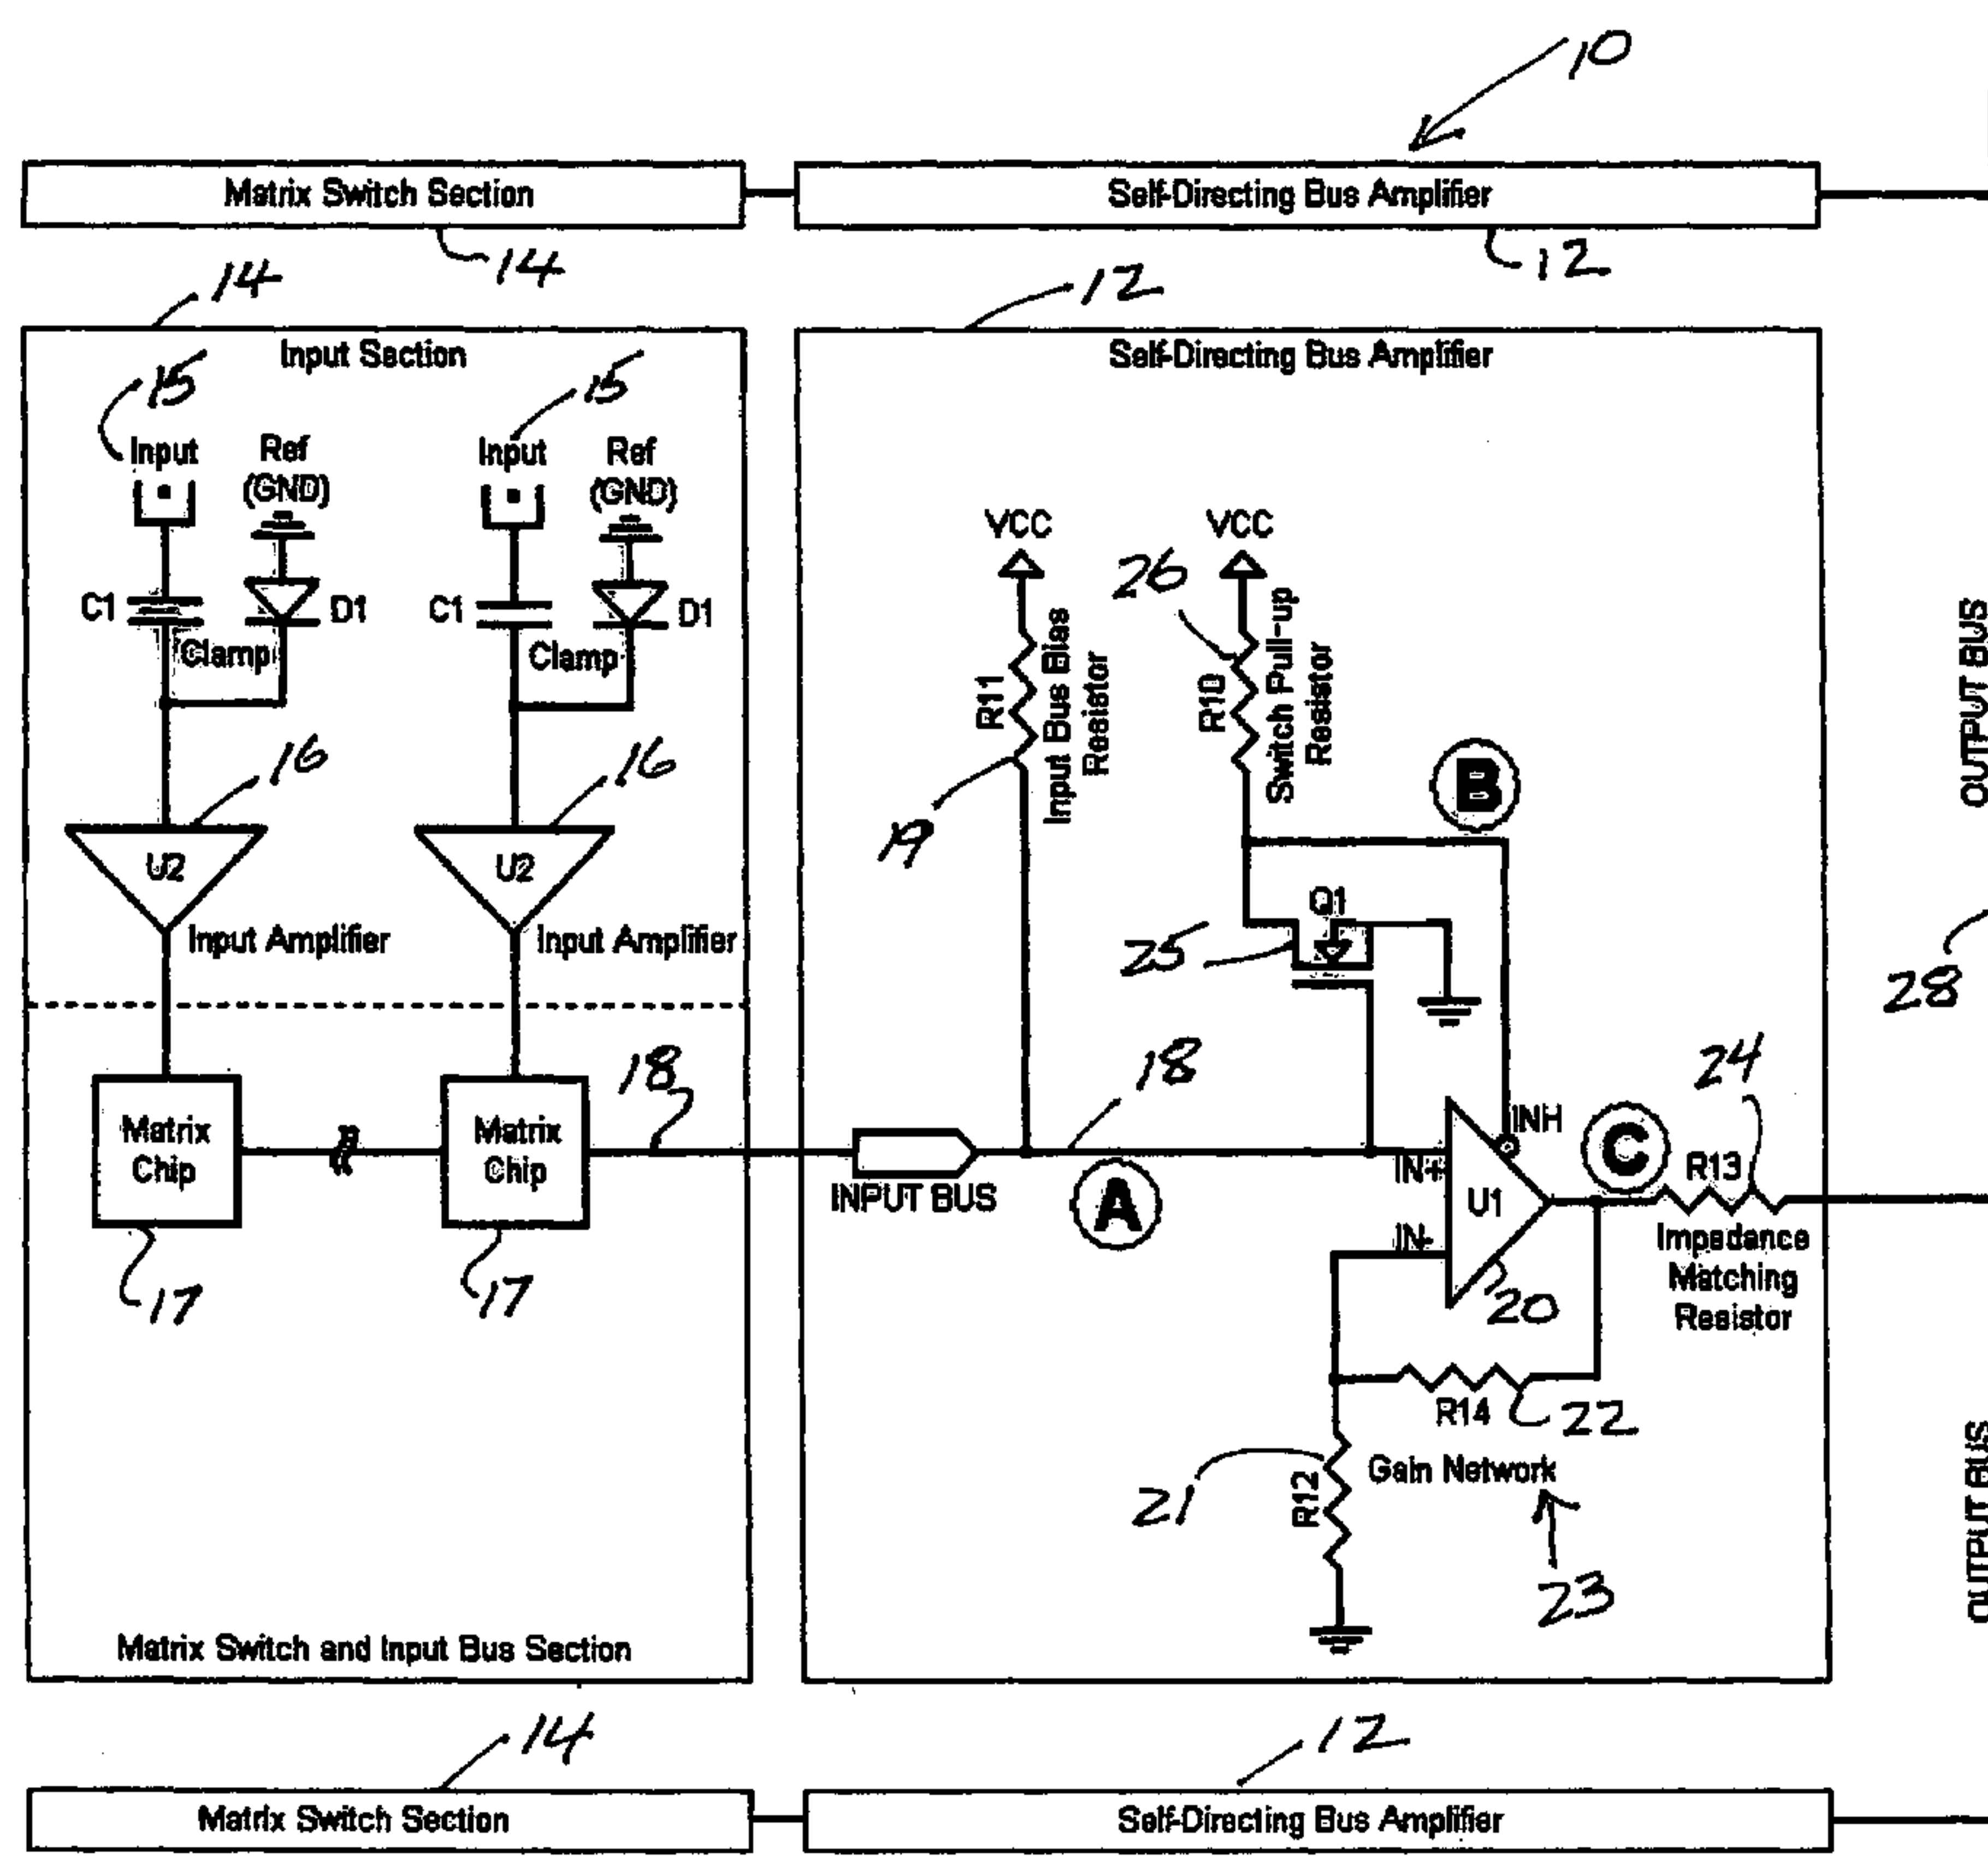 10
Matrix Switch Section
Self-Directing Bus Amplifier
14
12
14
12
Input Section
Self-Directing Bus Amplifier
15
15
Input
Ref
(GND)
Input
Ref
(GND)
C1
D1
Clamp
C1
D1
Clamp
VCC
VCC
26
R11
Input Bus Bias
Resistor
R10
Switch Pull-up
Resistor
19
B
OUTPUT BUS
16
16
U2
U2
Input Amplifier
Input Amplifier
Q1
25
28
18
18
24
Matrix
Chip
Matrix
Chip
INPUT BUS
A
INH
IN+
IN-
U1
C
R13
Impedance
Matching
Resistor
17
17
20
R14
22
21
R12
Gain Network
23
OUTPUT BUS
Matrix Switch and Input Bus Section
14
12
Matrix Switch Section
Self-Directing Bus Amplifier